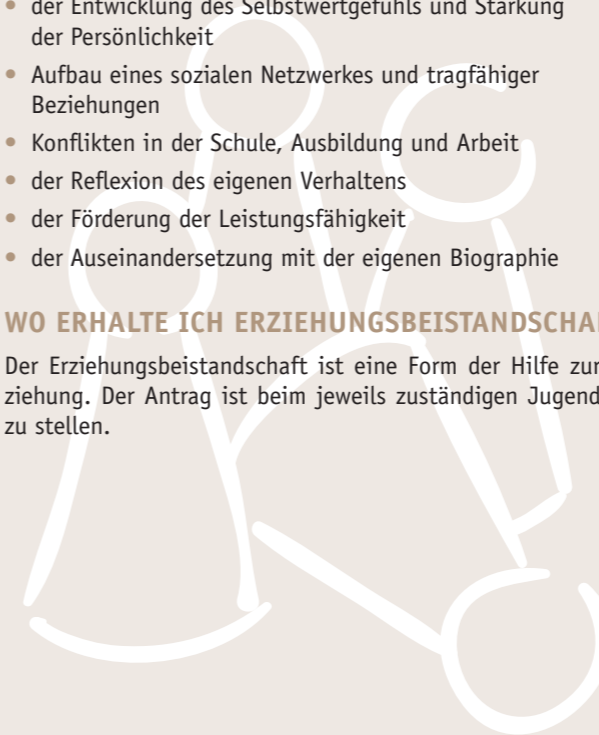 • der Entwicklung des Selbstwertgefühls und Stärkung
der Persönlichkeit
• Aufbau eines sozialen Netzwerkes und tragfähiger
Beziehungen
• Konflikten in der Schule, Ausbildung und Arbeit
• der Reflexion des eigenen Verhaltens
• der Förderung der Leistungsfähigkeit
• der Auseinandersetzung mit der eigenen Biographie
WO ERHALTE ICH ERZIEHUNGSBEISTANDSCHA
Der Erziehungsbeistandschaft ist eine Form der Hilfe zur
ziehung. Der Antrag ist beim jeweils zuständigen Jugend
zu stellen.